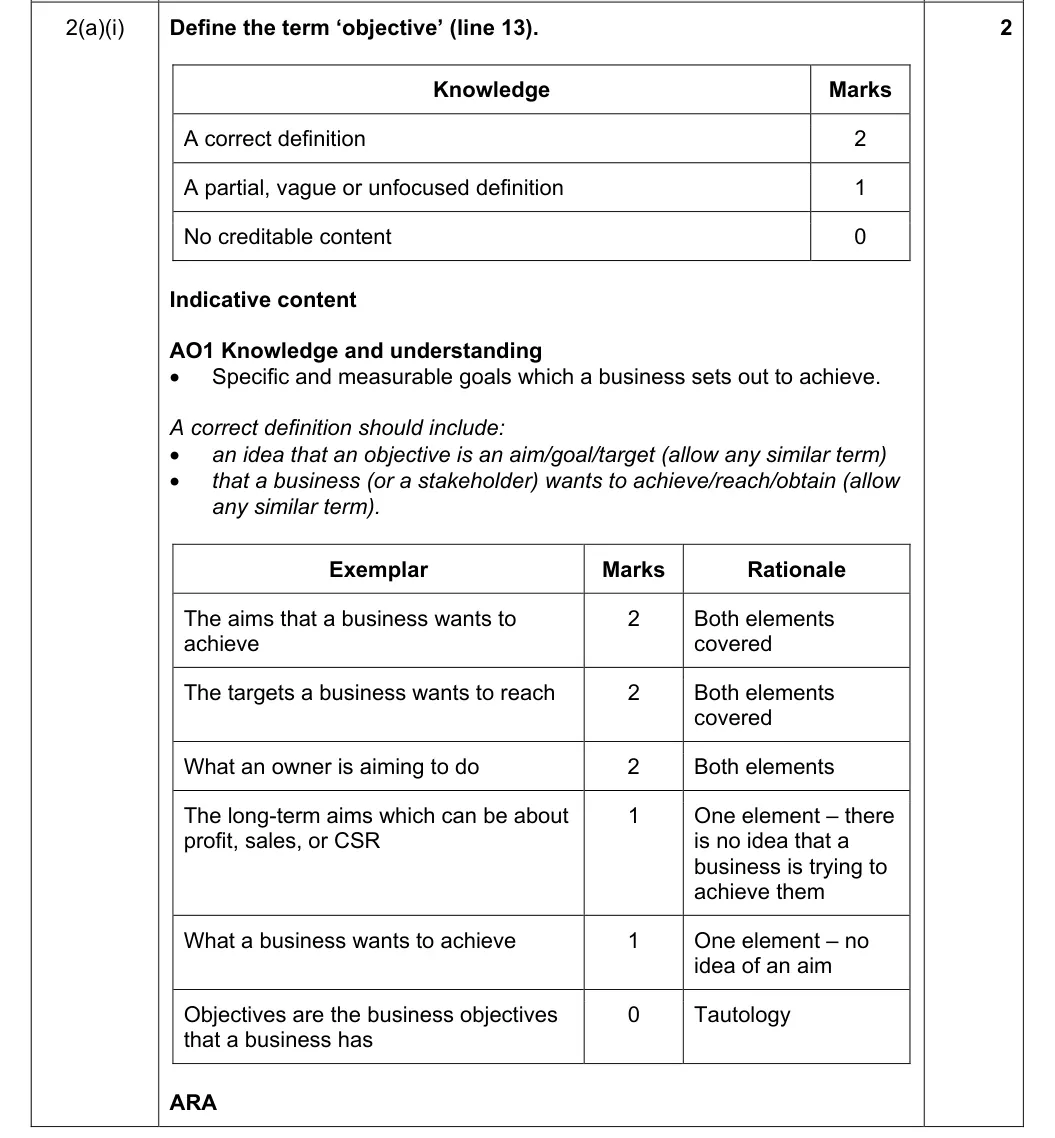 2(a)(i) Define the term ‘objective’ (line 13). 2
Knowledge Marks
A correct definition 2
A partial, vague or unfocused definition 1
No creditable content 0
Indicative content
AO1 Knowledge and understanding
• Specific and measurable goals which a business sets out to achieve.
A correct definition should include:
• an idea that an objective is an aim/goal/target (allow any similar term)
• that a business (or a stakeholder) wants to achieve/reach/obtain (allow
any similar term).
Exemplar Marks Rationale
The aims that a business wants to 2 Both elements
achieve covered
The targets a business wants to reach 2 Both elements
covered
What an owner is aiming to do 2 Both elements
The long-term aims which can be about 1 One element – there
profit, sales, or CSR is no idea that a
business is trying to
achieve them
What a business wants to achieve 1 One element – no
idea of an aim
Objectives are the business objectives 0 Tautology
that a business has
ARA